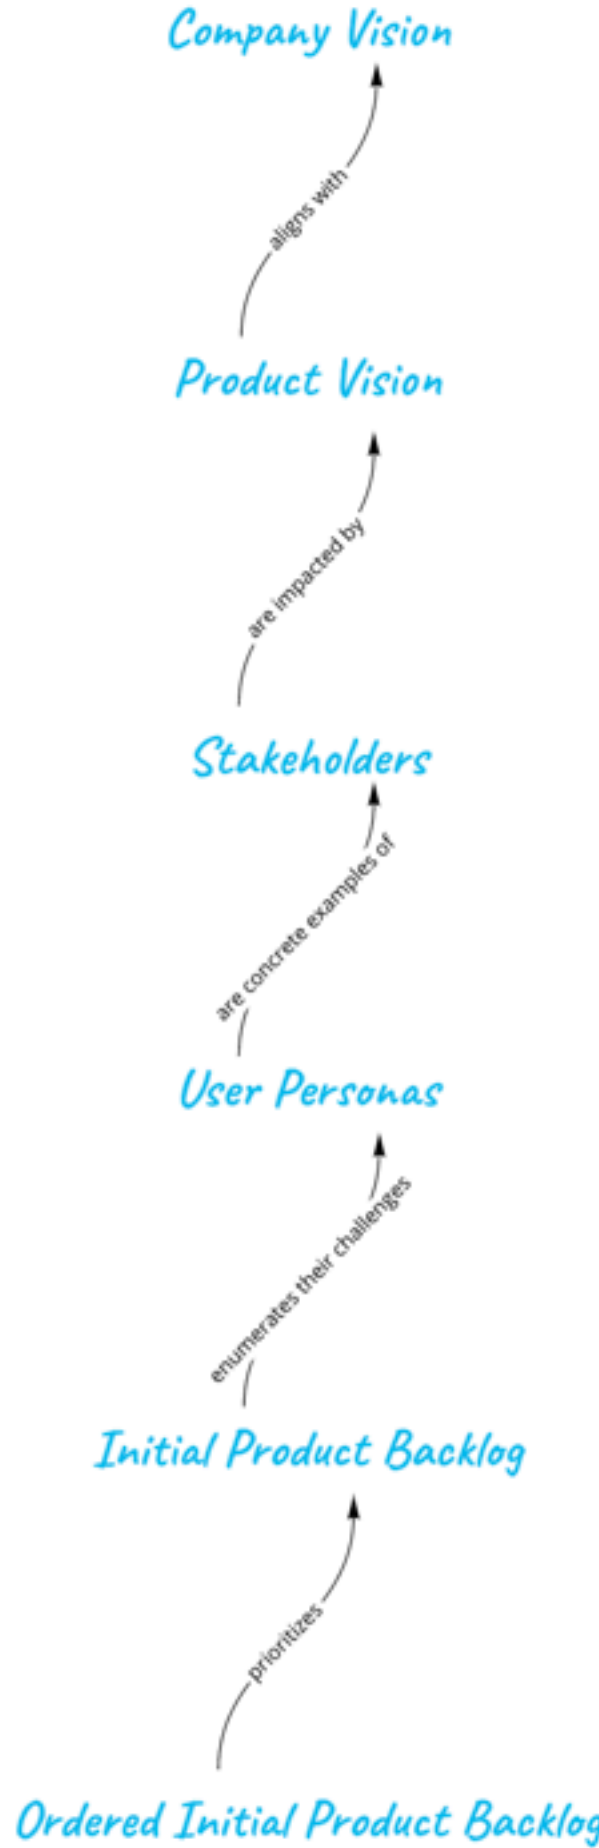 Company Vision
aligns with
Product Vision
are impacted by
Stakeholders
are concrete examples of
User Personas
enumerates their challenges
Initial Product Backlog
prioritizes
Ordered Initial Product Backlog